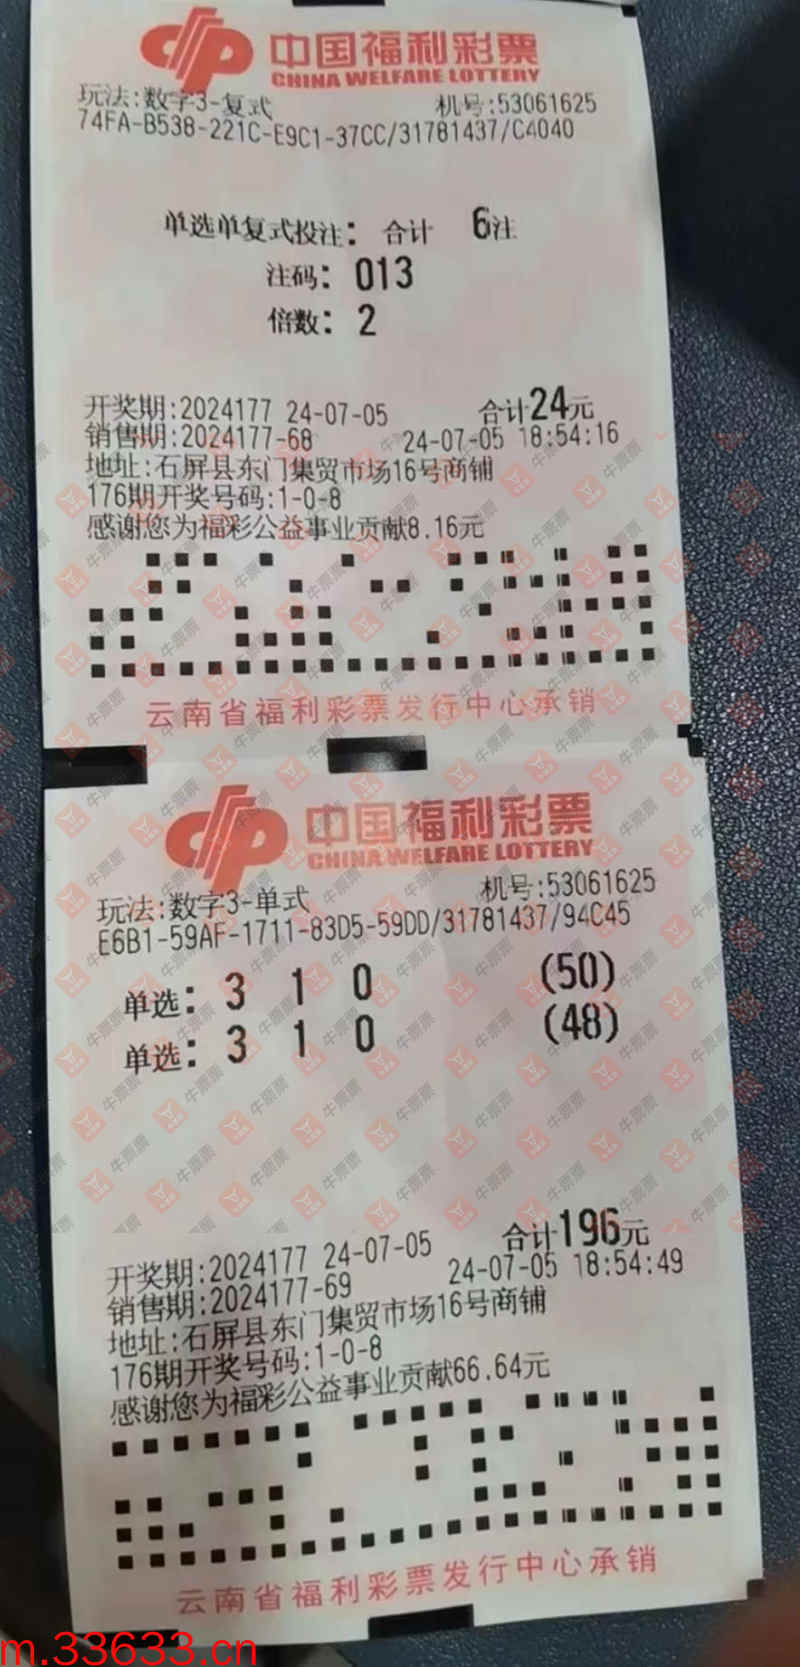 中国福利彩票
CHINA WELFARE LOTTERY
玩法:数字3-复式 机号:53061625
74FA-B538-221C-E9C1-37CC/31781437/C4040
单选单复式投注: 合计 6注
注码: 013
倍数: 2
开奖期:2024177 24-07-05 合计24元
销售期:2024177-68 24-07-05 18:54:16
地址:石屏县东门集贸市场16号商铺
176期开奖号码:1-0-8
感谢您为福彩公益事业贡献8.16元
云南省福利彩票发行中心承销
中国福利彩票
CHINA WELFARE LOTTERY
玩法:数字3-单式 机号:53061625
E6B1-59AF-1711-83D5-59DD/31781437/94C45
单选: 3 1 0 (50)
单选: 3 1 0 (48)
开奖期:2024177 24-07-05 合计196元
销售期:2024177-69 24-07-05 18:54:49
地址:石屏县东门集贸市场16号商铺
176期开奖号码:1-0-8
感谢您为福彩公益事业贡献66.64元
云南省福利彩票发行中心承销
m.33633.cn
牛票票